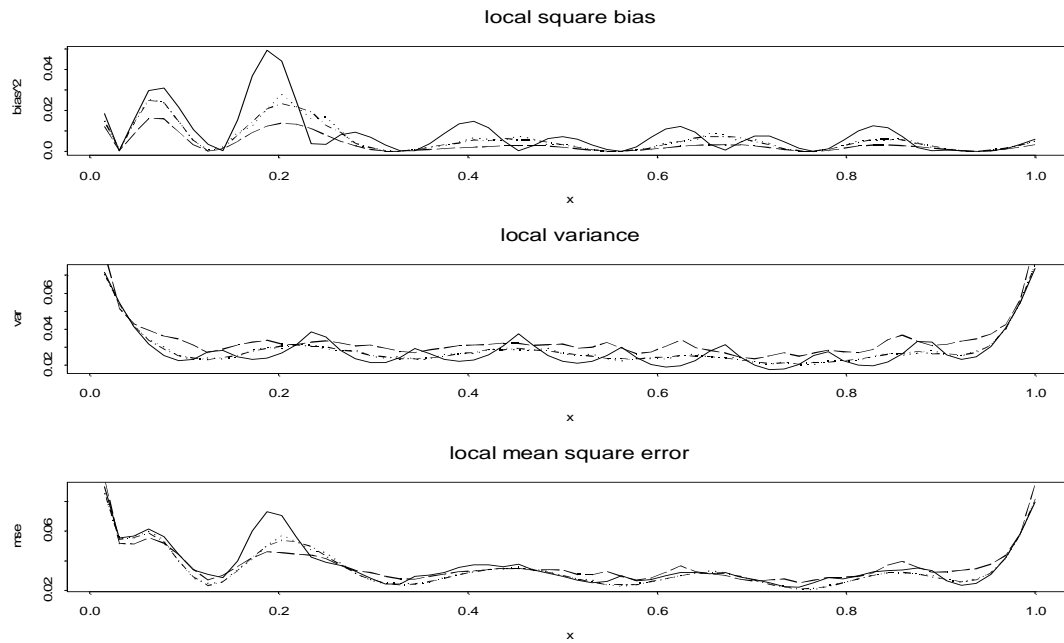 local square bias
bias^2
0.0 0.02 0.04
0.0 0.2 0.4 0.6 0.8 1.0
x
local variance
var
0.02 0.04 0.06
0.0 0.2 0.4 0.6 0.8 1.0
x
local mean square error
mse
0.02 0.06
0.0 0.2 0.4 0.6 0.8 1.0
x